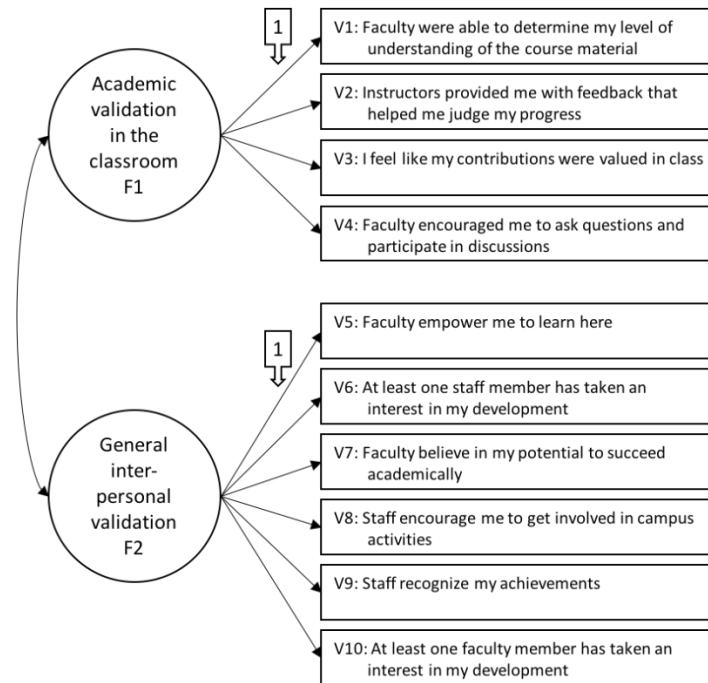 Academic
validation
in the
classroom
F1
1
V1: Faculty were able to determine my level of
understanding of the course material
V2: Instructors provided me with feedback that
helped me judge my progress
V3: I feel like my contributions were valued in class
V4: Faculty encouraged me to ask questions and
participate in discussions
General
inter-
personal
validation
F2
1
V5: Faculty empower me to learn here
V6: At least one staff member has taken an
interest in my development
V7: Faculty believe in my potential to succeed
academically
V8: Staff encourage me to get involved in campus
activities
V9: Staff recognize my achievements
V10: At least one faculty member has taken an
interest in my development